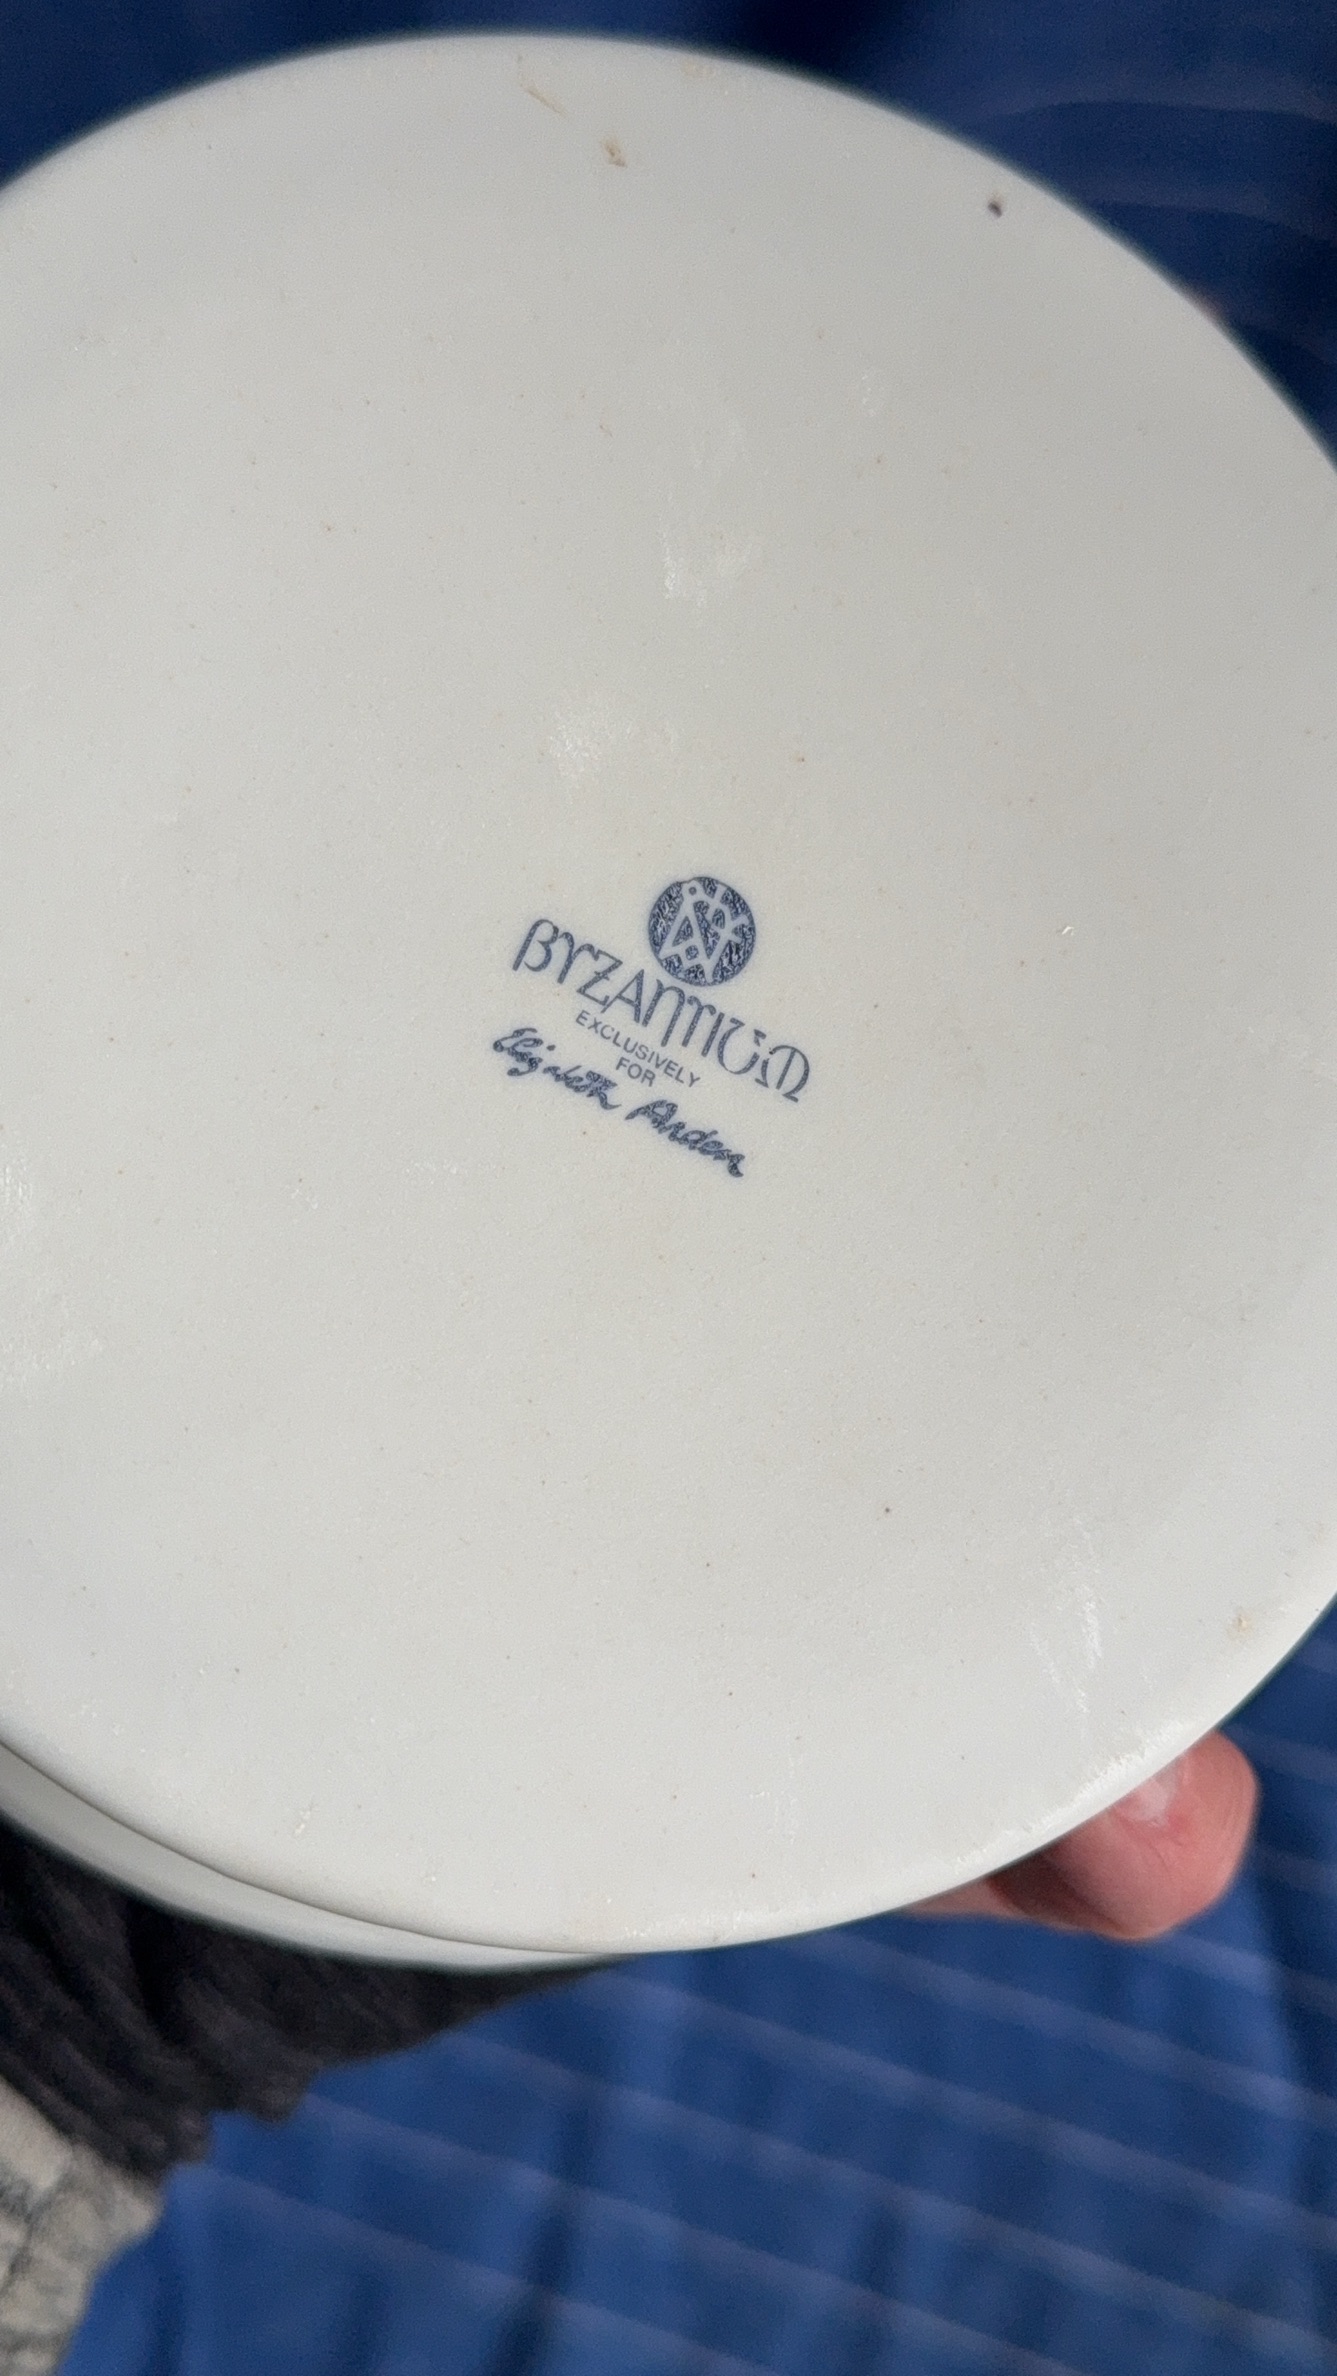 BYZANTIUM
EXCLUSIVELY
FOR
Elizabeth Arden